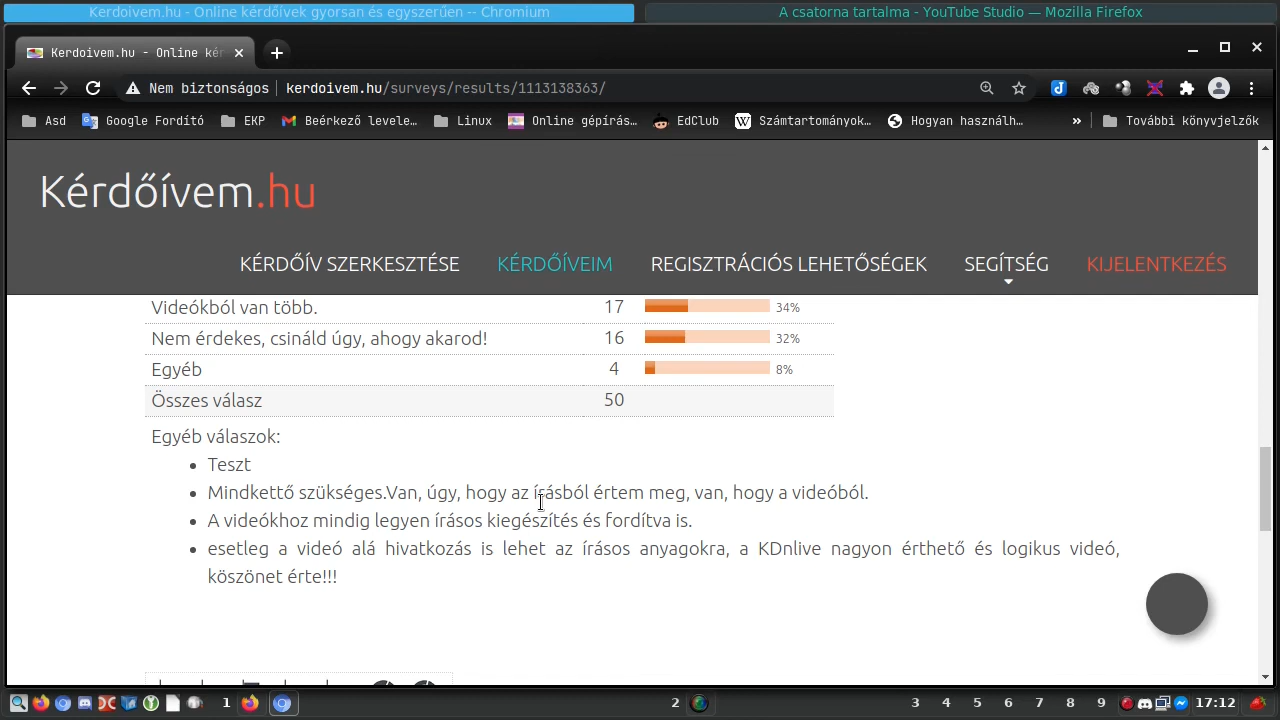 Kerdoivem.hu - Online kérdőívek gyorsan és egyszerűen -- Chromium
A csatorna tartalma - YouTube Studio — Mozilla Firefox
Kerdoivem.hu - Online kér
Nem biztonságos
kerdoivem.hu/surveys/results/1113138363/
Asd
Google Fordító
EKP
Beérkező levele…
Linux
Online gépírás…
EdClub
Számtartományok…
Hogyan használh…
»
További könyvjelzők
Kérdőívem.hu
KÉRDŐÍV SZERKESZTÉSE
KÉRDŐÍVEIM
REGISZTRÁCIÓS LEHETŐSÉGEK
SEGÍTSÉG
KIJELENTKEZÉS
Videókból van több. 17 34%
Nem érdekes, csináld úgy, ahogy akarod! 16 32%
Egyéb 4 8%
Összes válasz 50
Egyéb válaszok:
• Teszt
• Mindkettő szükséges.Van, úgy, hogy az írásból értem meg, van, hogy a videóból.
• A videókhoz mindig legyen írásos kiegészítés és fordítva is.
• esetleg a videó alá hivatkozás is lehet az írásos anyagokra, a KDnlive nagyon érthető és logikus videó,
köszönet érte!!!
1 2 3 4 5 6 7 8 9 17:12